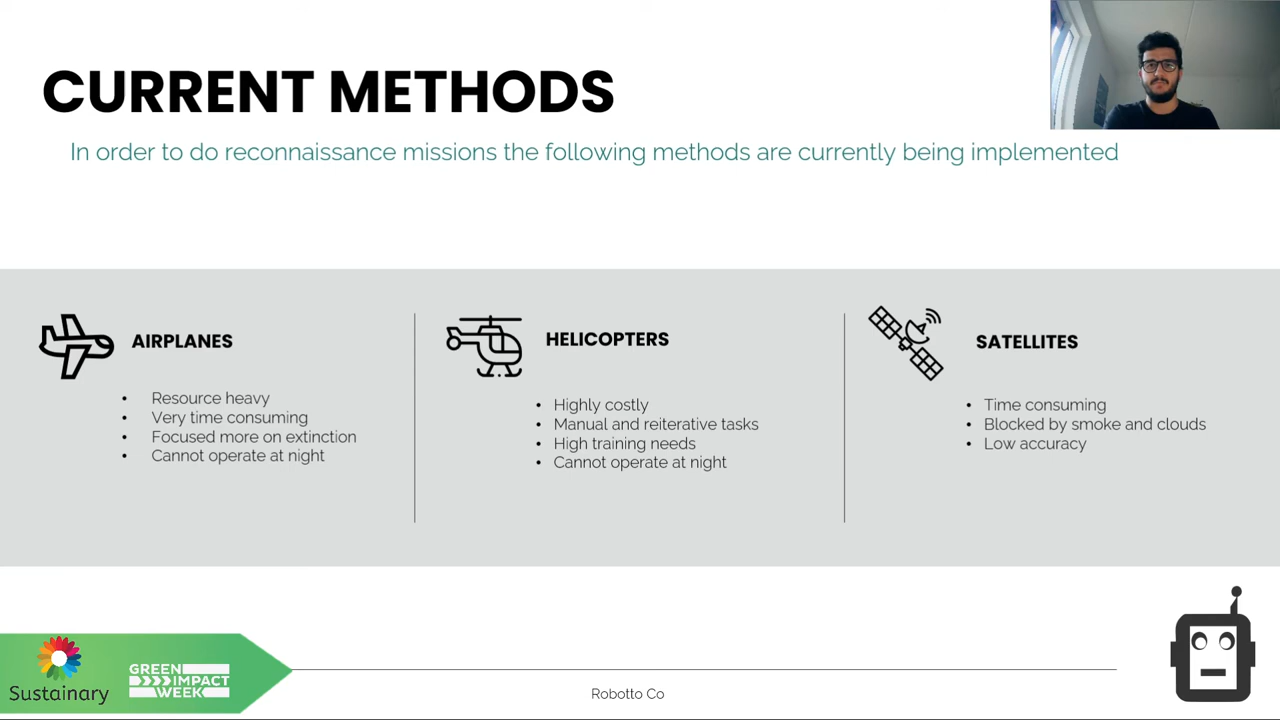 CURRENT METHODS
In order to do reconnaissance missions the following methods are currently being implemented
AIRPLANES
• Resource heavy
• Very time consuming
• Focused more on extinction
• Cannot operate at night
HELICOPTERS
• Highly costly
• Manual and reiterative tasks
• High training needs
• Cannot operate at night
SATELLITES
• Time consuming
• Blocked by smoke and clouds
• Low accuracy
Sustainary
GREEN
IMPACT
WEEK
Robotto Co